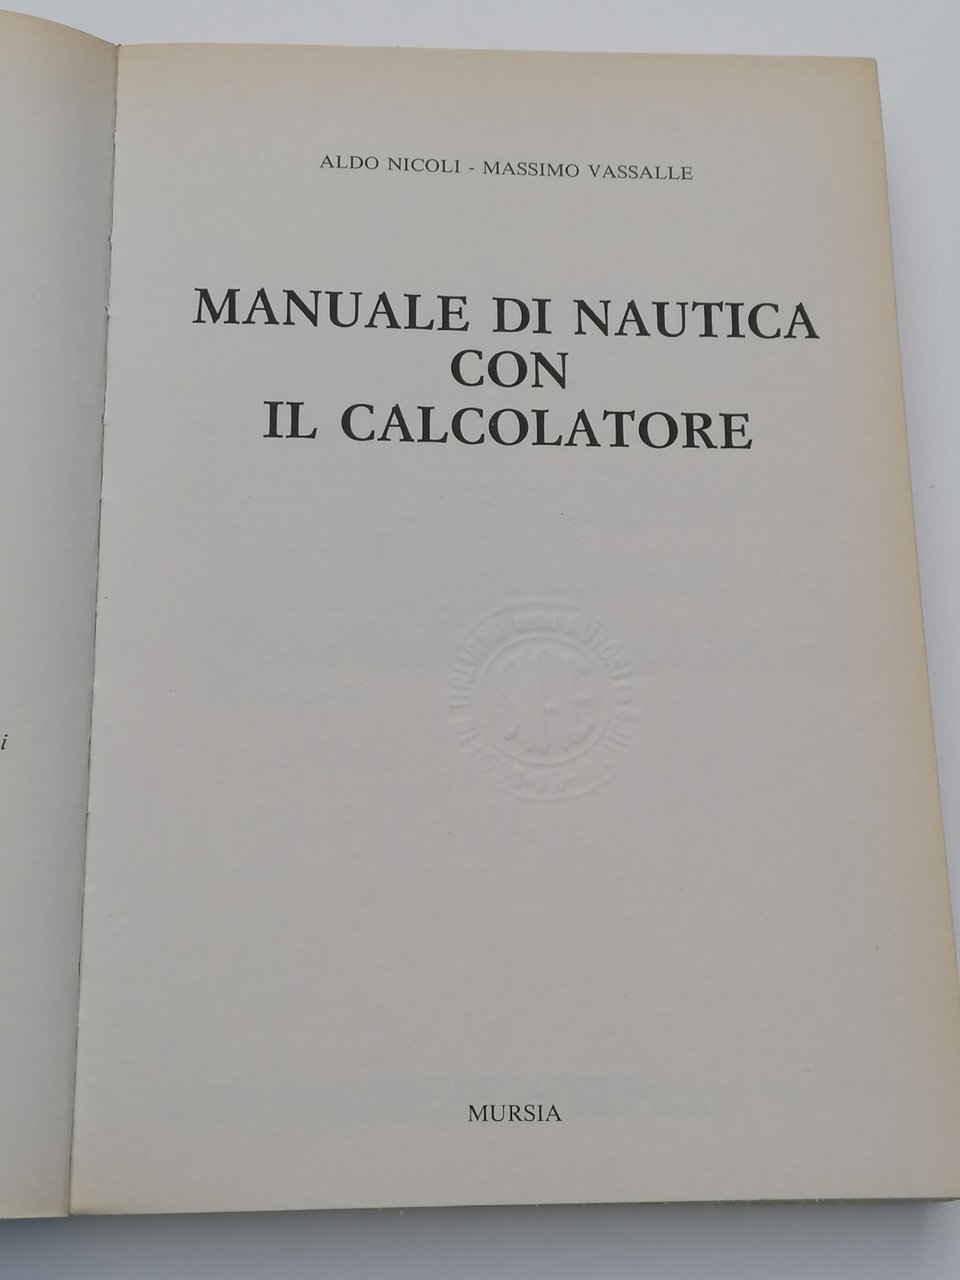 ALDO NICOLI - MASSIMO VASSALLE
MANUALE DI NAUTICA
CON
IL CALCOLATORE
MURSIA
i